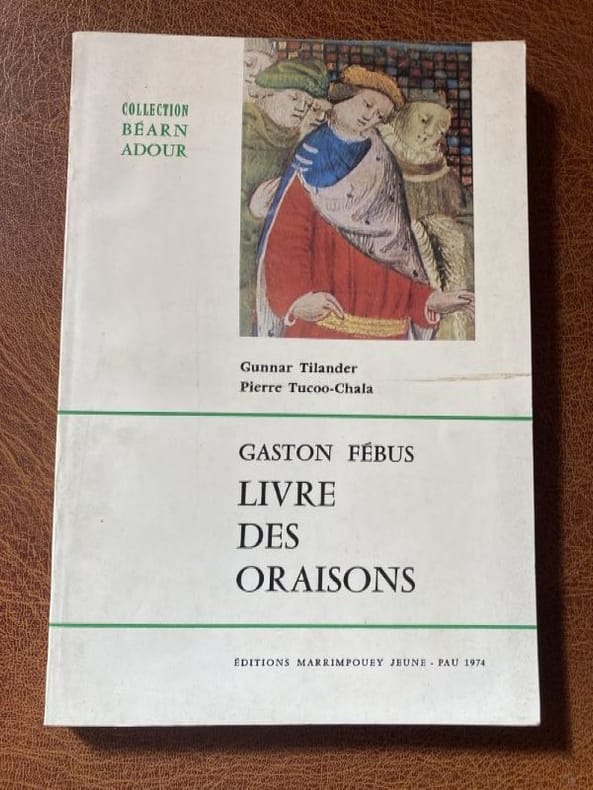 COLLECTION
BÉARN
ADOUR
Gunnar Tilander
Pierre Tucoo-Chala
GASTON FÉBUS
LIVRE
DES
ORAISONS
ÉDITIONS MARRIMPOUEY JEUNE - PAU 1974